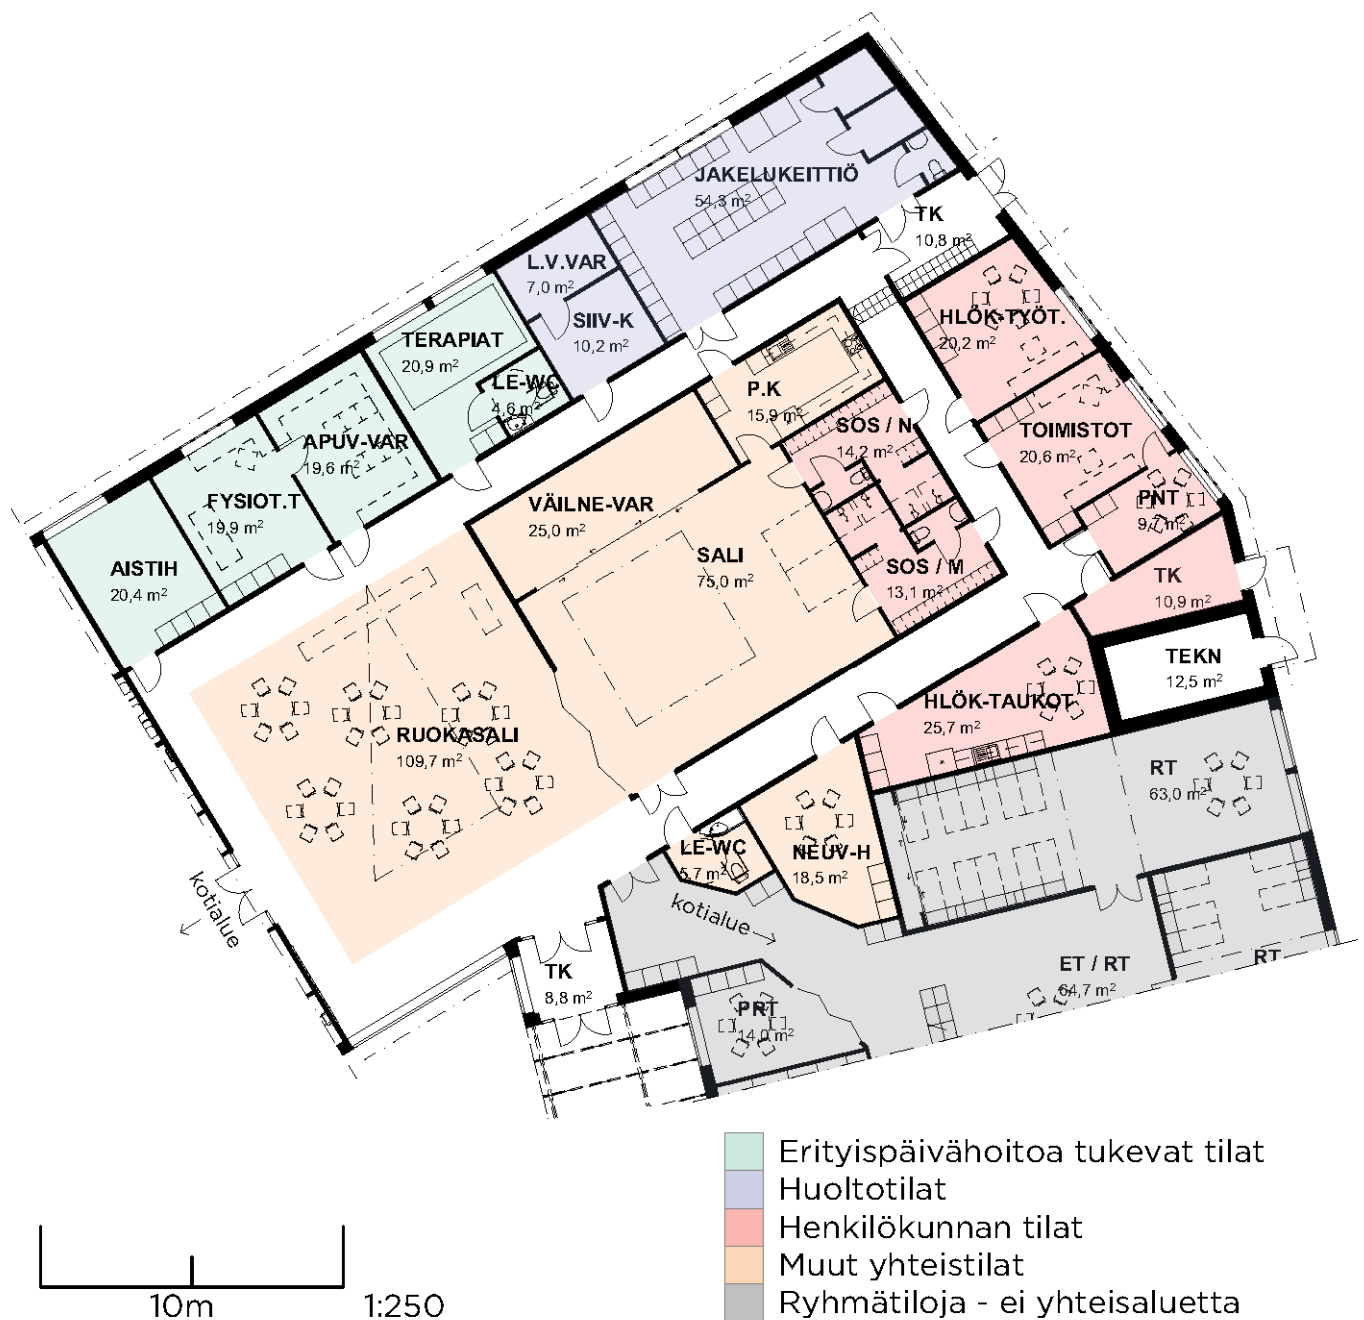 JAKELUKEITTIÖ
54,3 m²
TK
10,8 m²
L.V.VAR
7,0 m²
SIIV-K
10,2 m²
HLÖK-TYÖT.
20,2 m²
TERAPIAT
20,9 m²
LE-WC
4,6 m²
P.K
15,9 m²
SOS / N
14,2 m²
TOIMISTOT
20,6 m²
APUV-VAR
19,6 m²
FYSIOT.T
19,9 m²
VÄILNE-VAR
25,0 m²
PNT
9,7 m²
AISTIH
20,4 m²
SALI
75,0 m²
SOS / M
13,1 m²
TK
10,9 m²
TEKN
12,5 m²
HLÖK-TAUKOT
25,7 m²
RUOKASALI
109,7 m²
RT
63,0 m²
LE-WC
5,7 m²
NEUV-H
18,5 m²
kotialue
kotialue
TK
8,8 m²
ET / RT
64,7 m²
RT
PRT
14,0 m²
Erityispäivähoitoa tukevat tilat
Huoltotilat
Henkilökunnan tilat
Muut yhteistilat
Ryhmätiloja - ei yhteisaluetta
10m
1:250